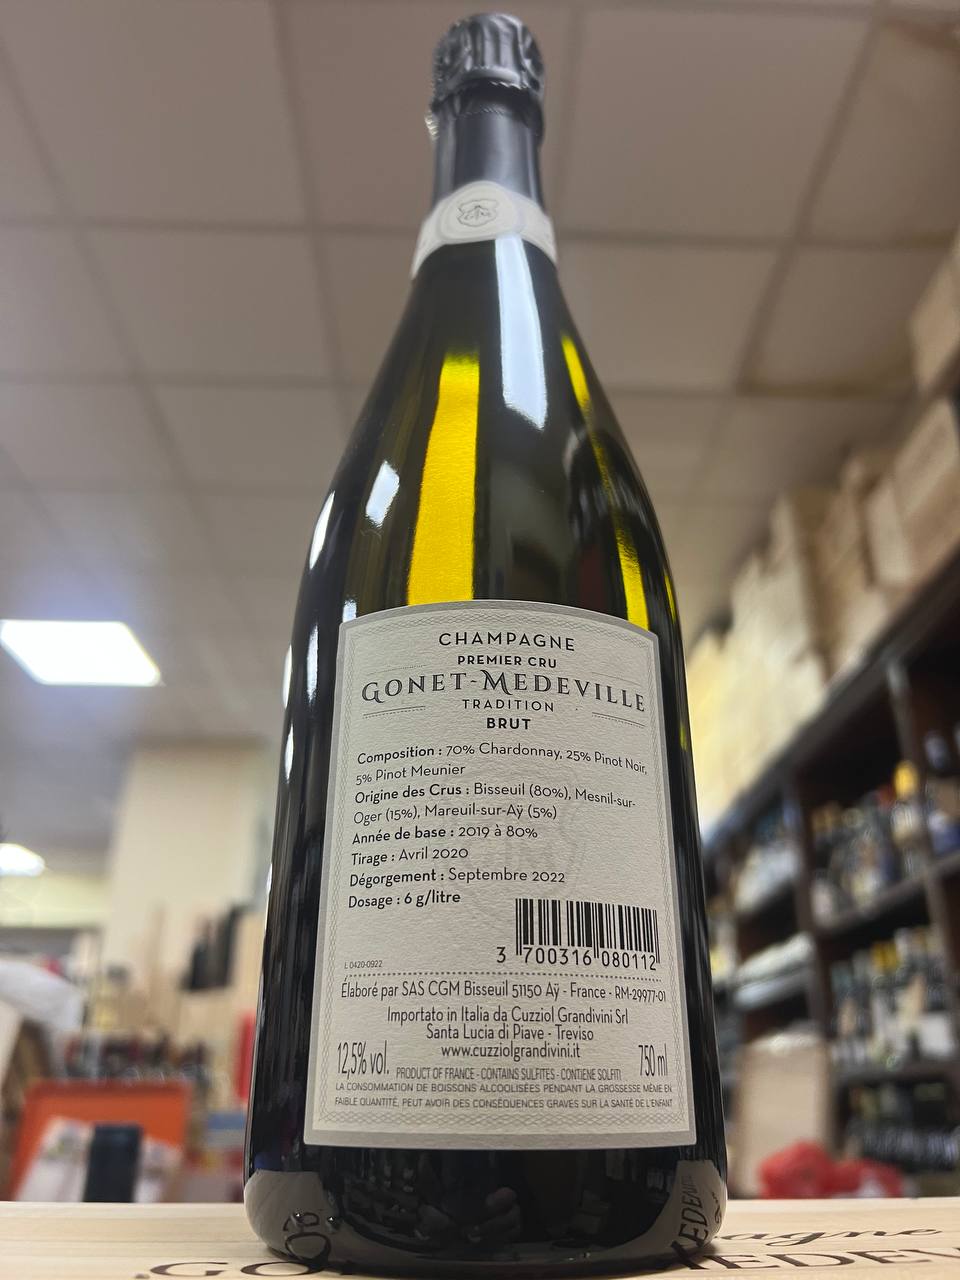 CHAMPAGNE
PREMIER CRU
GONET-MEDEVILLE
TRADITION
BRUT
Composition : 70% Chardonnay, 25% Pinot Noir,
5% Pinot Meunier
Origine des Crus : Bisseuil (80%), Mesnil-sur-
Oger (15%), Mareuil-sur-Aÿ (5%)
Année de base : 2019 à 80%
Tirage : Avril 2020
Dégorgement : Septembre 2022
Dosage : 6 g/litre
3 700316 080112
L 0420-0922
Élaboré par SAS CGM Bisseuil 51150 Aÿ - France - RM-29977-01
Importato in Italia da Cuzziol Grandivini Srl
Santa Lucia di Piave - Treviso
www.cuzziolgrandivini.it
12,5% vol.
PRODUCT OF FRANCE - CONTAINS SULFITES - CONTIENE SOLFITI
750 ml
LA CONSOMMATION DE BOISSONS ALCOOLISÉES PENDANT LA GROSSESSE MÊME EN
FAIBLE QUANTITÉ, PEUT AVOIR DES CONSÉQUENCES GRAVES SUR LA SANTÉ DE L'ENFANT